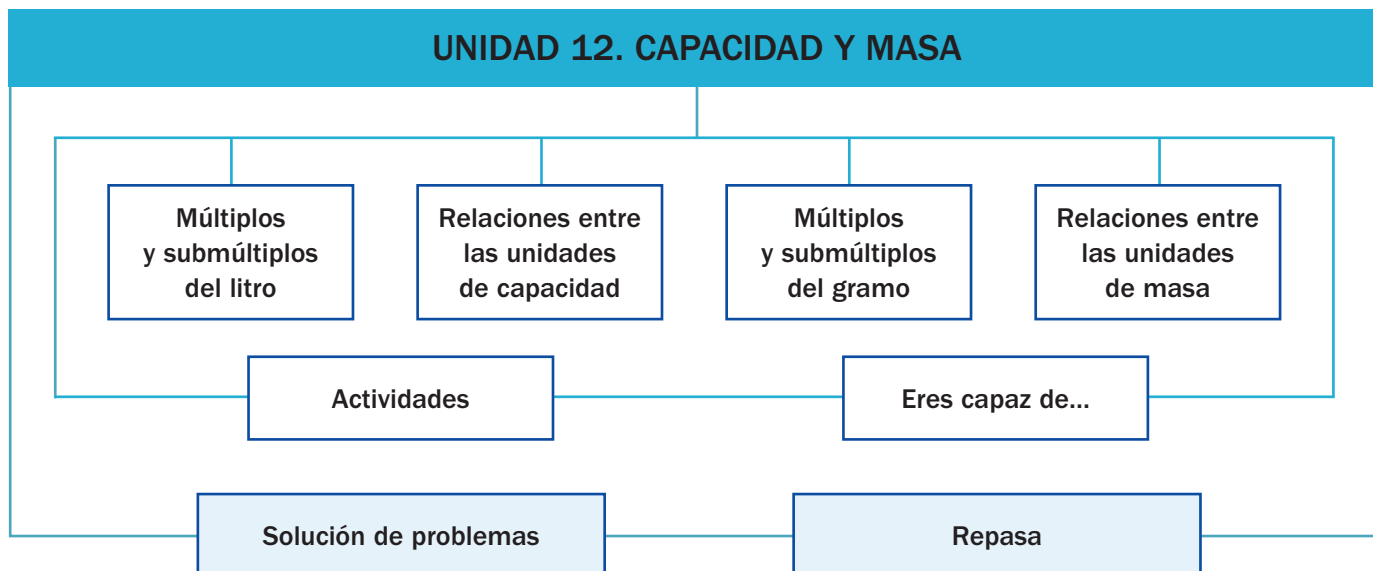 UNIDAD 12. CAPACIDAD Y MASA
Múltiplos
y submúltiplos
del litro
Relaciones entre
las unidades
de capacidad
Múltiplos
y submúltiplos
del gramo
Relaciones entre
las unidades
de masa
Actividades
Eres capaz de...
Solución de problemas
Repasa